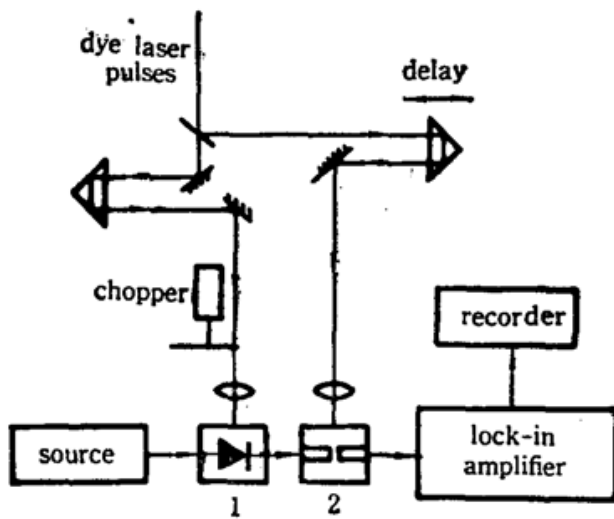 dye laser
pulses
delay
chopper
recorder
source
lock-in
amplifier
1
2